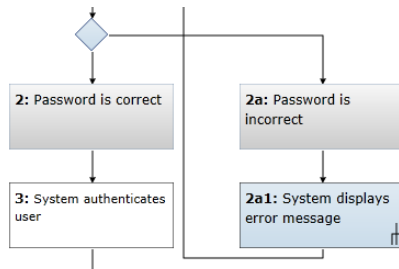 2: Password is correct
2a: Password is
incorrect
3: System authenticates
user
2a1: System displays
error message